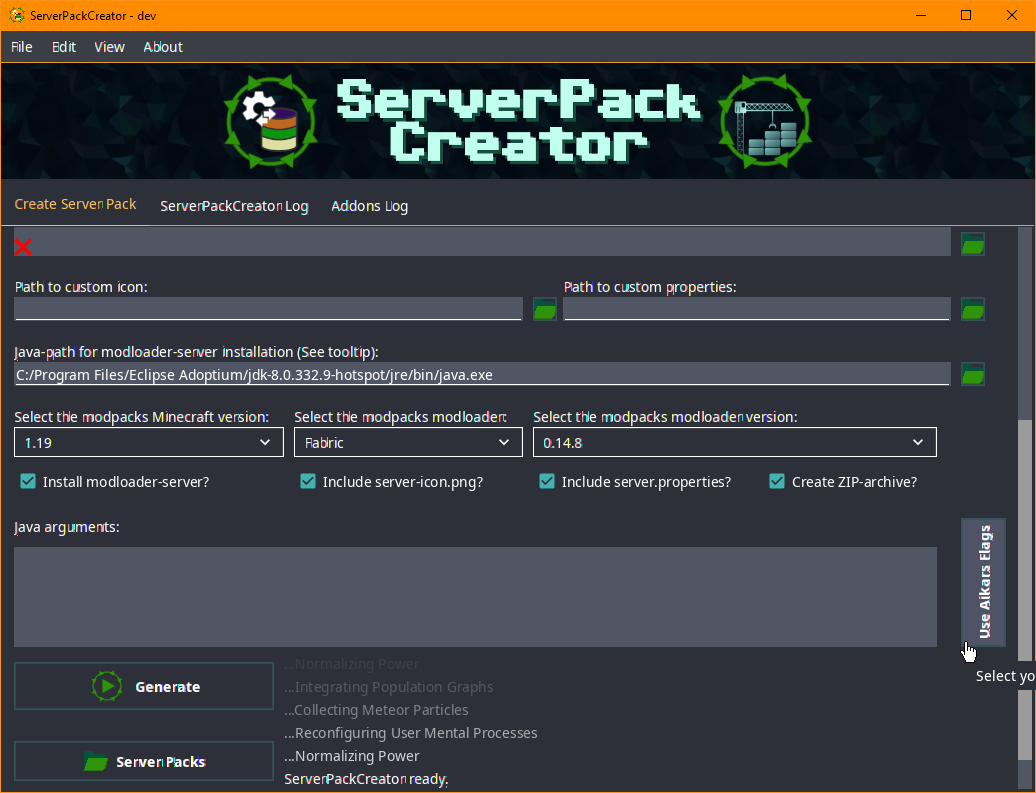 ServerPackCreator - dev
File Edit View About
ServerPack
Creator
Create Server Pack ServerPackCreator Log Addons Log
Path to custom icon: Path to custom properties:
Java-path for modloader-server installation (See tooltip):
C:/Program Files/Eclipse Adoptium/jdk-8.0.332.9-hotspot/jre/bin/java.exe
Select the modpacks Minecraft version: Select the modpacks modloader: Select the modpacks modloader version:
1.19 Fabric 0.14.8
Install modloader-server? Include server-icon.png? Include server.properties? Create ZIP-archive?
Java arguments:
Use Aikars Flags
...Normalizing Power
Generate
...Integrating Population Graphs
Select yo
...Collecting Meteor Particles
...Reconfiguring User Mental Processes
...Normalizing Power
Server Packs
ServerPackCreator ready.